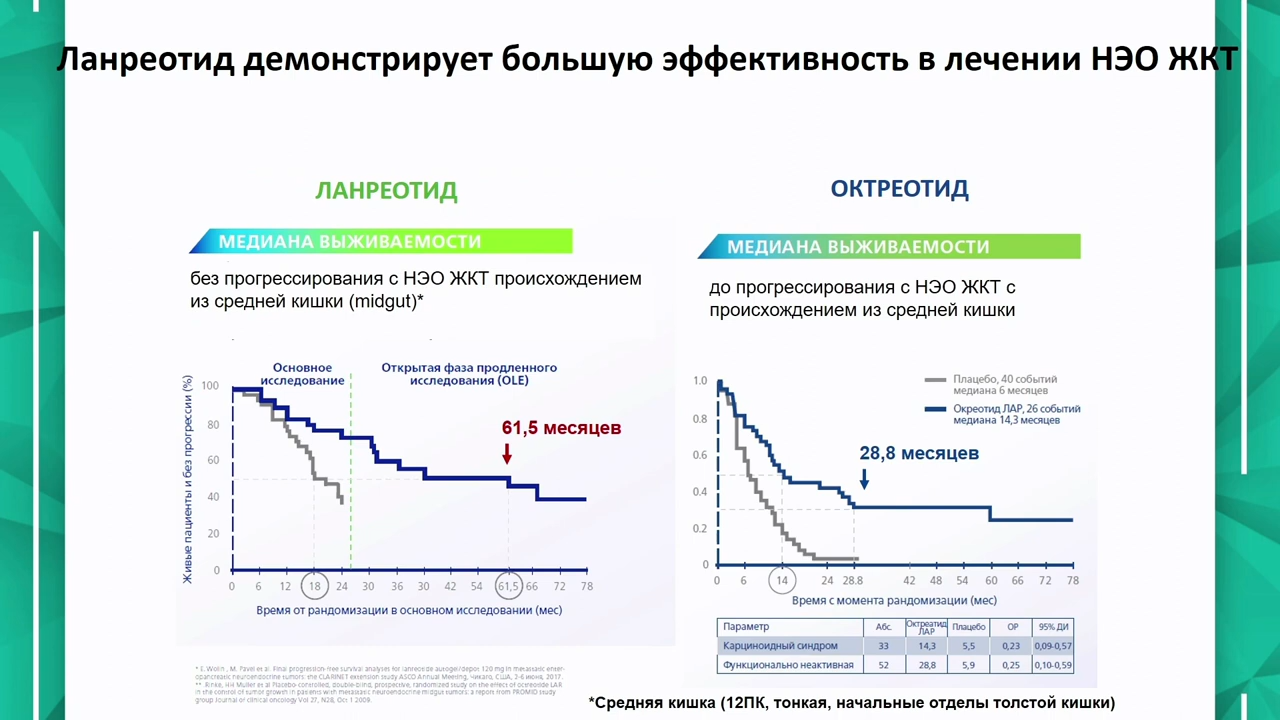 Ланреотид демонстрирует большую эффективность в лечении НЭО ЖКТ
ЛАНРЕОТИД
МЕДИАНА ВЫЖИВАЕМОСТИ
без прогрессирования с НЭО ЖКТ происхождением
из средней кишки (midgut)*
Живые пациенты и без прогрессии (%)
Основное
исследование
Открытая фаза продленного
исследования (OLE)
61,5 месяцев
100
80
60
40
20
0
0 6 12 18 24 30 36 42 48 54 61,5 66 72 78
Время от рандомизации в основном исследовании (мес)
ОКТРЕОТИД
МЕДИАНА ВЫЖИВАЕМОСТИ
до прогрессирования с НЭО ЖКТ с
происхождением из средней кишки
Плацебо, 40 событий
медиана 6 месяцев
Окреотид ЛАР, 26 событий
медиана 14,3 месяцев
28,8 месяцев
1.0
0.8
0.6
0.4
0.2
0
0 6 14 24 28.8 42 48 54 60 66 72 78
Время с момента рандомизации (мес)
Параметр Абс. Октреатид ЛАР Плацебо ОР 95% ДИ
Карциноидный синдром 33 14,3 5,5 0,23 0,09-0,57
Функционально неактивная 52 28,8 5,9 0,25 0,10-0,59
*Средняя кишка (12ПК, тонкая, начальные отделы толстой кишки)